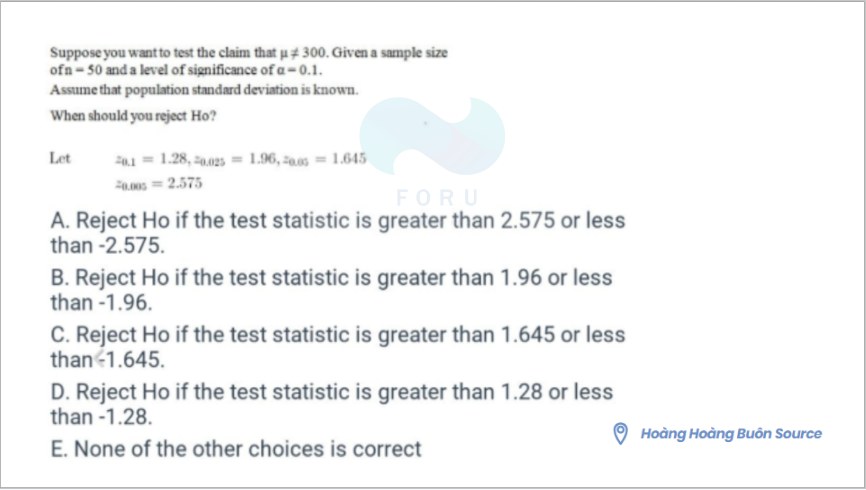 Suppose you want to test the claim that μ ≠ 300. Given a sample size
of n = 50 and a level of significance of α = 0.1.
Assume that population standard deviation is known.
When should you reject Ho?
Let z₀.₁ = 1.28, z₀.₀₂₅ = 1.96, z₀.₀₅ = 1.645
z₀.₀₀₅ = 2.575
FORU
A. Reject Ho if the test statistic is greater than 2.575 or less
than -2.575.
B. Reject Ho if the test statistic is greater than 1.96 or less
than -1.96.
C. Reject Ho if the test statistic is greater than 1.645 or less
than -1.645.
D. Reject Ho if the test statistic is greater than 1.28 or less
than -1.28.
E. None of the other choices is correct
Hoàng Hoàng Buôn Source